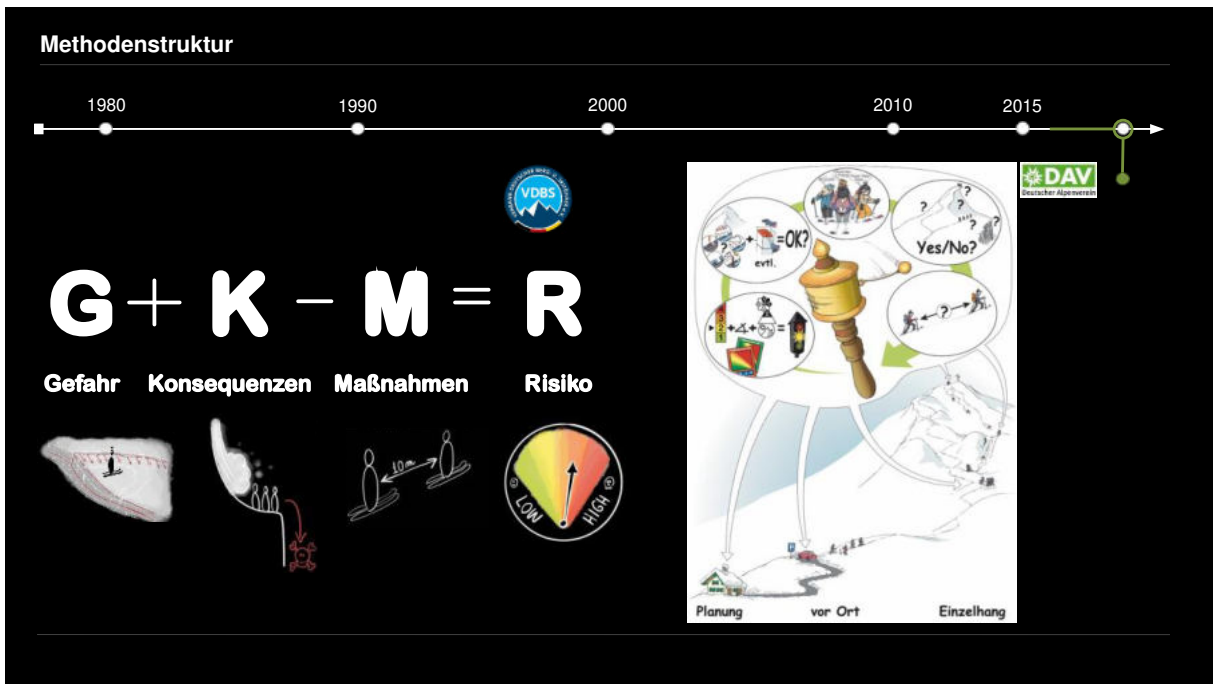 Methodenstruktur
1980
1990
2000
2010
2015
VDBS
DAV
Deutscher Alpenverein
G + K − M = R
Gefahr
Konsequenzen
Maßnahmen
Risiko
10m
LOW
HIGH
?
+
=OK?
evtl.
? ? ? ?
Yes/No?
?
Planung
vor Ort
Einzelhang